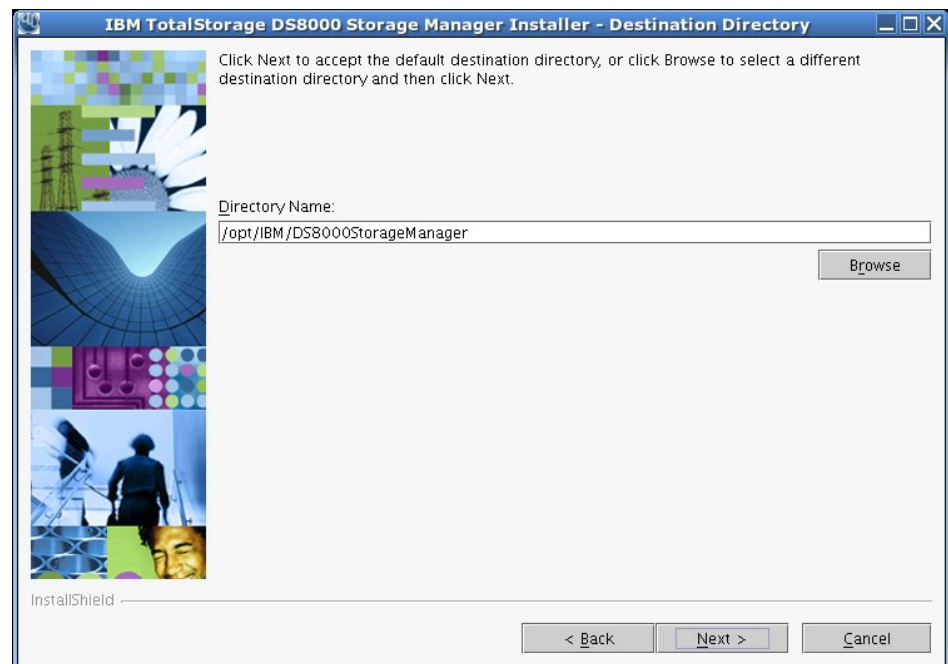 IBM TotalStorage DS8000 Storage Manager Installer - Destination Directory
Click Next to accept the default destination directory, or click Browse to select a different
destination directory and then click Next.
Directory Name:
/opt/IBM/DS8000StorageManager
Browse
InstallShield
< Back
Next >
Cancel